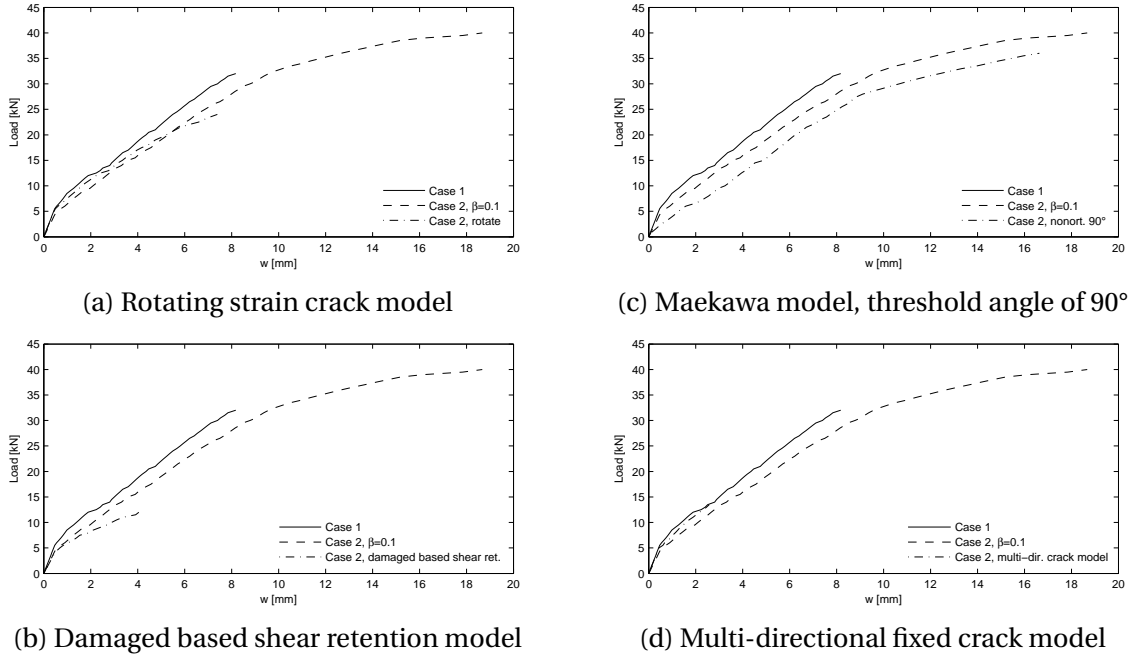 45
40
35
30
25
20
15
10
5
0
Load [kN]
0 2 4 6 8 10 12 14 16 18 20
w [mm]
Case 1
Case 2, β=0.1
Case 2, rotate
(a) Rotating strain crack model
45
40
35
30
25
20
15
10
5
0
Load [kN]
0 2 4 6 8 10 12 14 16 18 20
w [mm]
Case 1
Case 2, β=0.1
Case 2, nonort. 90°
(c) Maekawa model, threshold angle of 90°
45
40
35
30
25
20
15
10
5
0
Load [kN]
0 2 4 6 8 10 12 14 16 18 20
w [mm]
Case 1
Case 2, β=0.1
Case 2, damaged based shear ret.
(b) Damaged based shear retention model
45
40
35
30
25
20
15
10
5
0
Load [kN]
0 2 4 6 8 10 12 14 16 18 20
w [mm]
Case 1
Case 2, β=0.1
Case 2, multi-dir. crack model
(d) Multi-directional fixed crack model